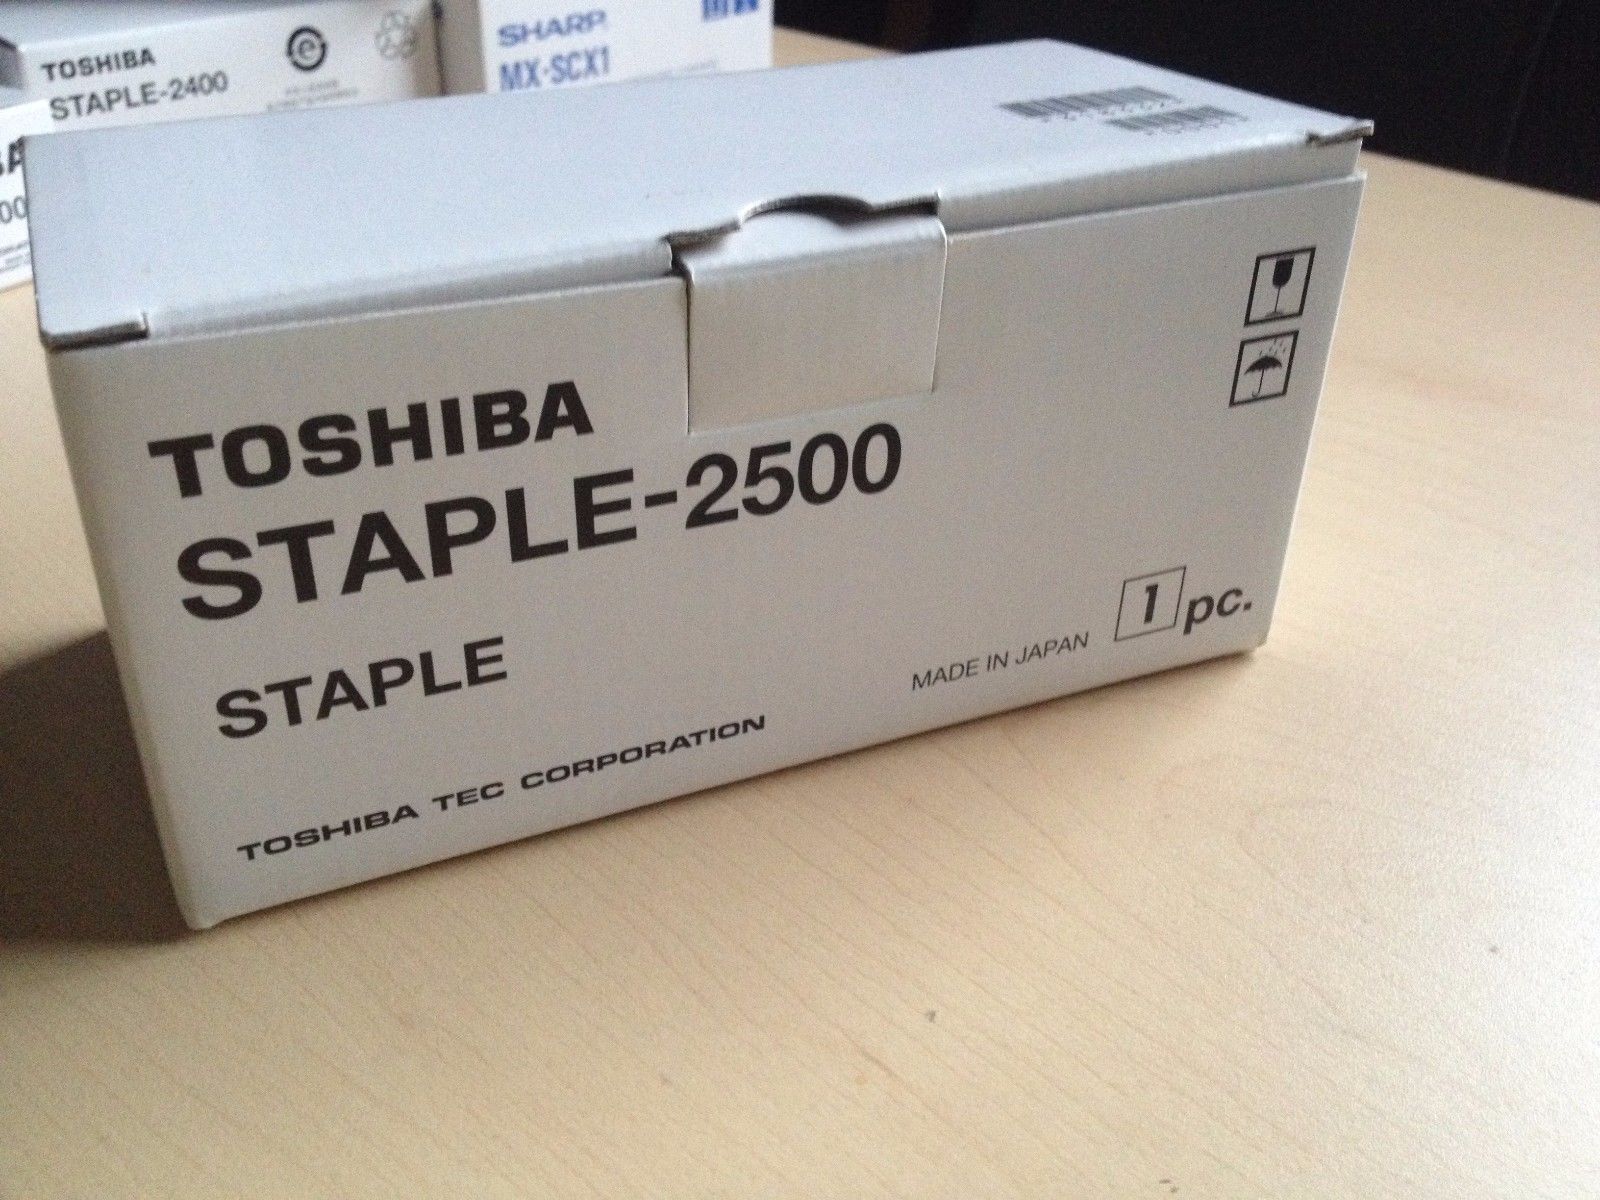 TOSHIBA
STAPLE-2400
SHARP
MX-SCX1
TOSHIBA
STAPLE-2500
STAPLE
TOSHIBA TEC CORPORATION
MADE IN JAPAN
1 pc.